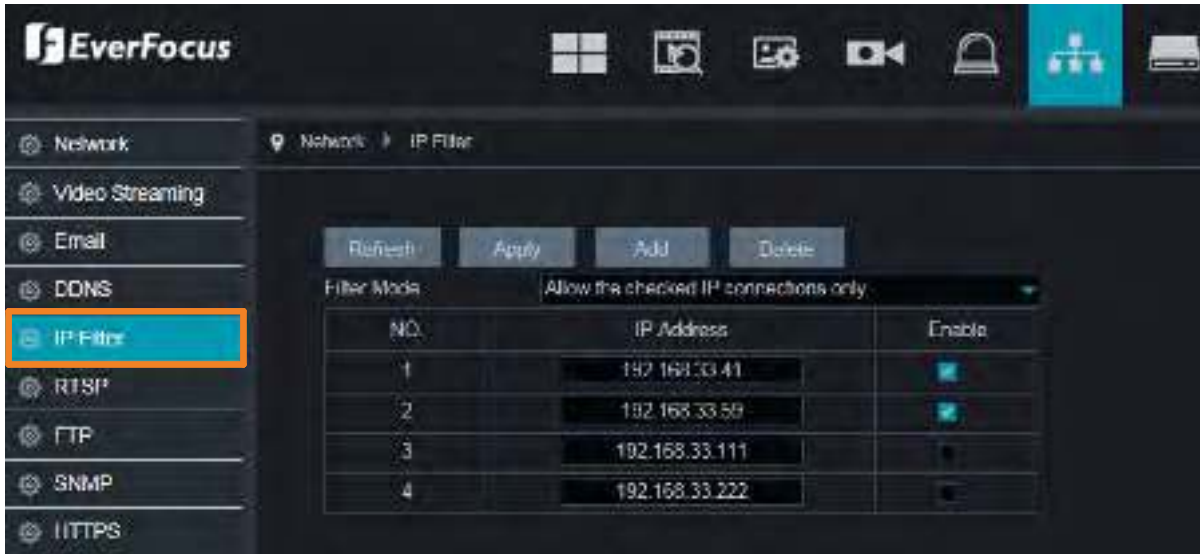 EverFocus
Network
Video Streaming
Email
DDNS
IP Filter
RTSP
FTP
SNMP
HTTPS
Network IP Filter
Refresh Apply Add Delete
Filter Mode Allow the checked IP connections only
NO. IP Address Enable
1 192.168.33.41
2 192.168.33.59
3 192.168.33.111
4 192.168.33.222